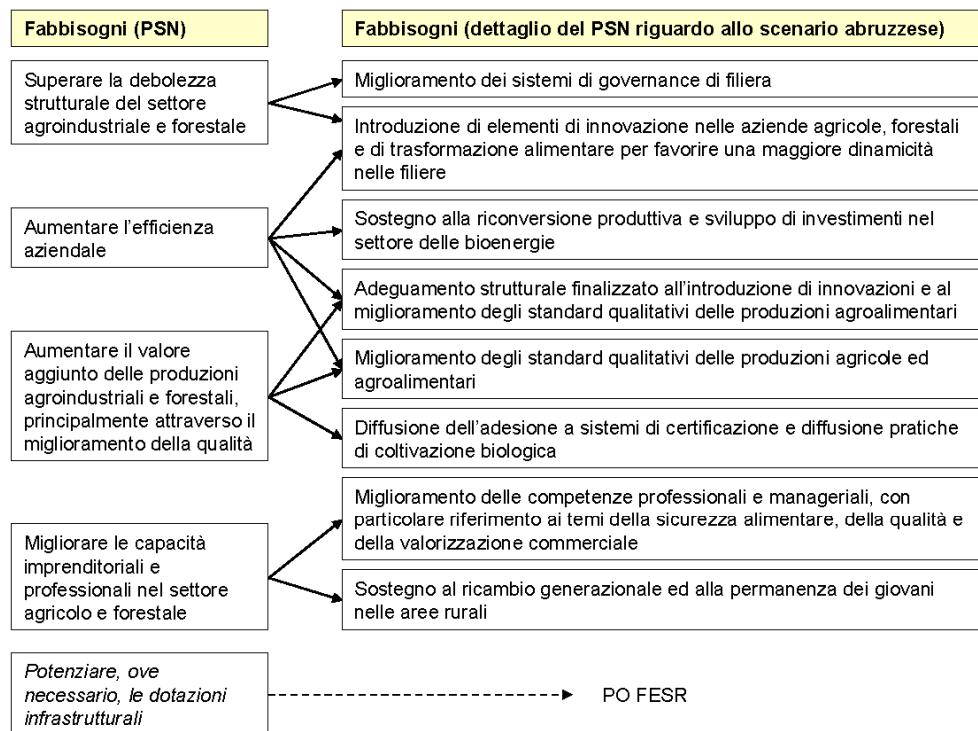 Fabbisogni (PSN)
Fabbisogni (dettaglio del PSN riguardo allo scenario abruzzese)
Superare la debolezza
strutturale del settore
agroindustriale e forestale
Miglioramento dei sistemi di governance di filiera
Introduzione di elementi di innovazione nelle aziende agricole, forestali
e di trasformazione alimentare per favorire una maggiore dinamicità
nelle filiere
Aumentare l'efficienza
aziendale
Sostegno alla riconversione produttiva e sviluppo di investimenti nel
settore delle bioenergie
Adeguamento strutturale finalizzato all'introduzione di innovazioni e al
miglioramento degli standard qualitativi delle produzioni agroalimentari
Aumentare il valore
aggiunto delle produzioni
agroindustriali e forestali,
principalmente attraverso il
miglioramento della qualità
Miglioramento degli standard qualitativi delle produzioni agricole ed
agroalimentari
Diffusione dell'adesione a sistemi di certificazione e diffusione pratiche
di coltivazione biologica
Miglioramento delle competenze professionali e manageriali, con
particolare riferimento ai temi della sicurezza alimentare, della qualità e
della valorizzazione commerciale
Migliorare le capacità
imprenditoriali e
professionali nel settore
agricolo e forestale
Sostegno al ricambio generazionale ed alla permanenza dei giovani
nelle aree rurali
Potenziare, ove
necessario, le dotazioni
infrastrutturali
PO FESR